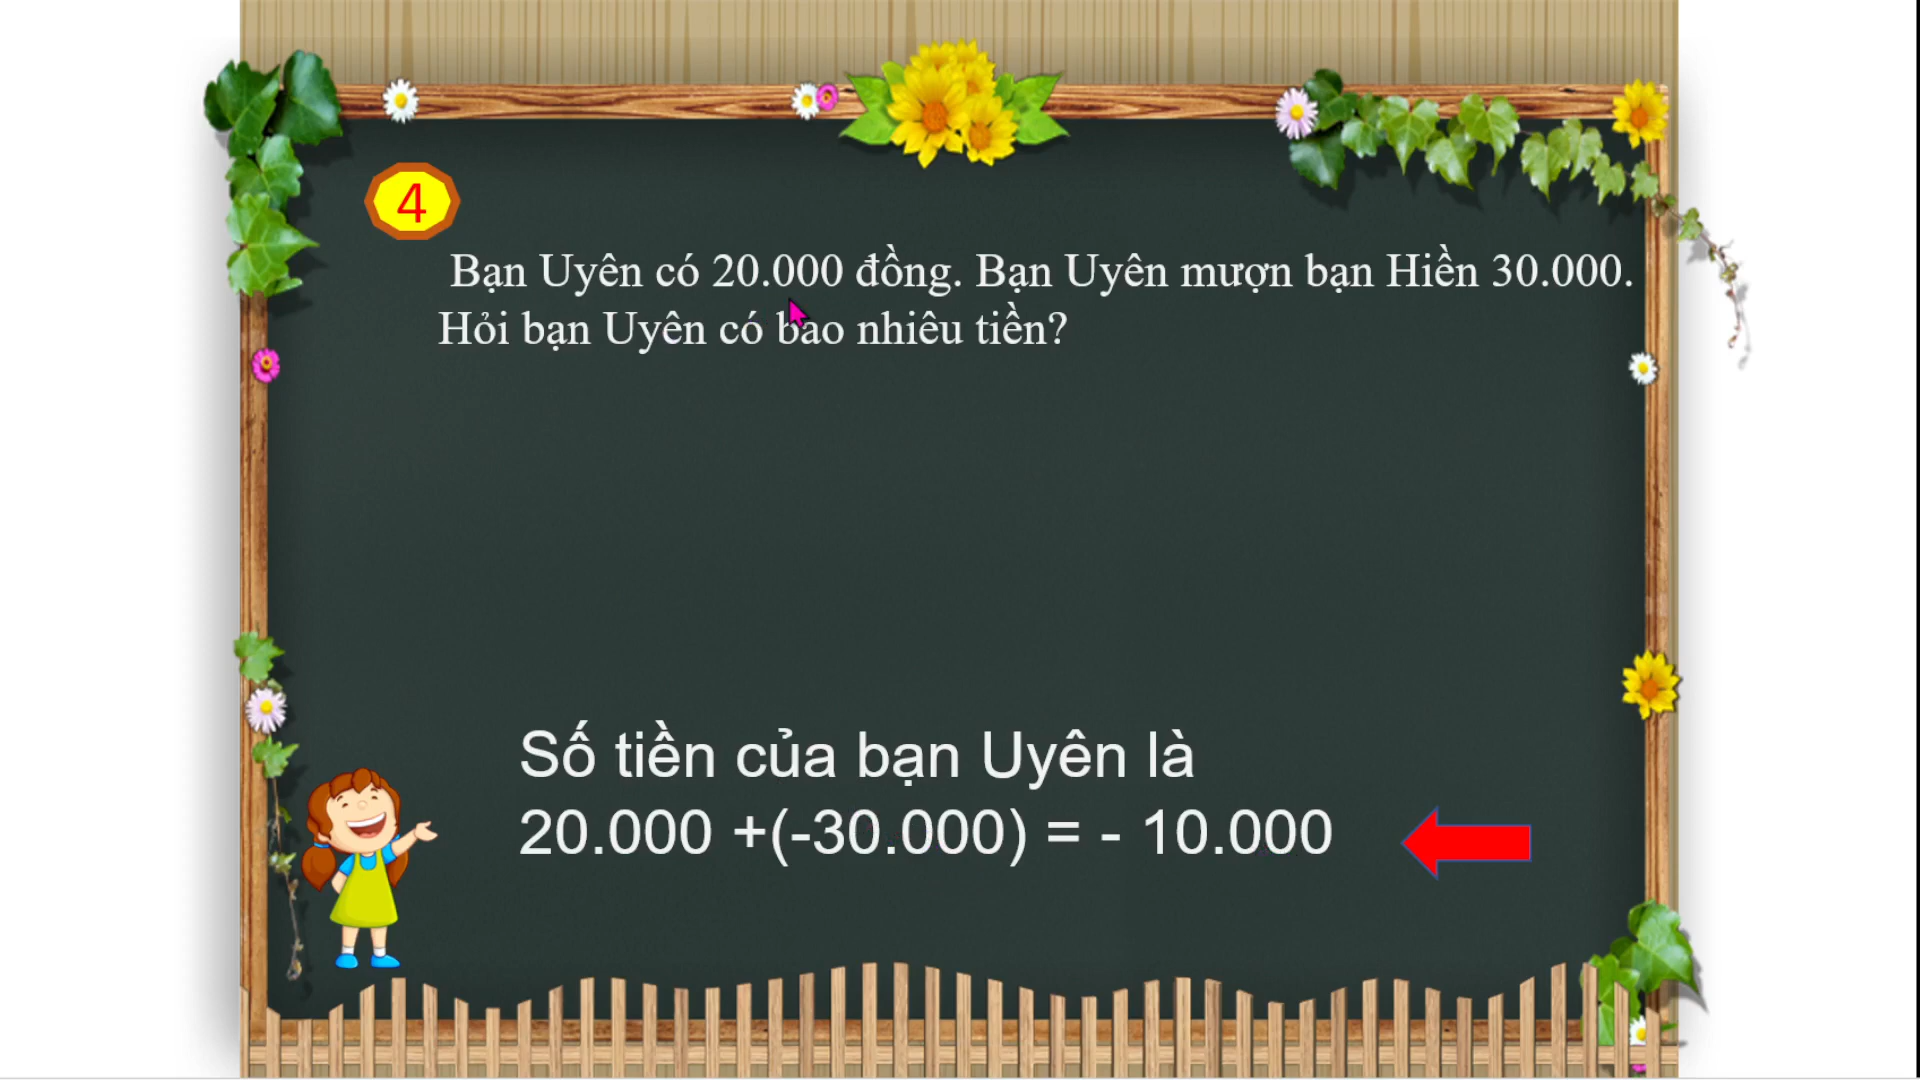 4
Bạn Uyên có 20.000 đồng. Bạn Uyên mượn bạn Hiền 30.000.
Hỏi bạn Uyên có bao nhiêu tiền?
Số tiền của bạn Uyên là
20.000 +(-30.000) = - 10.000